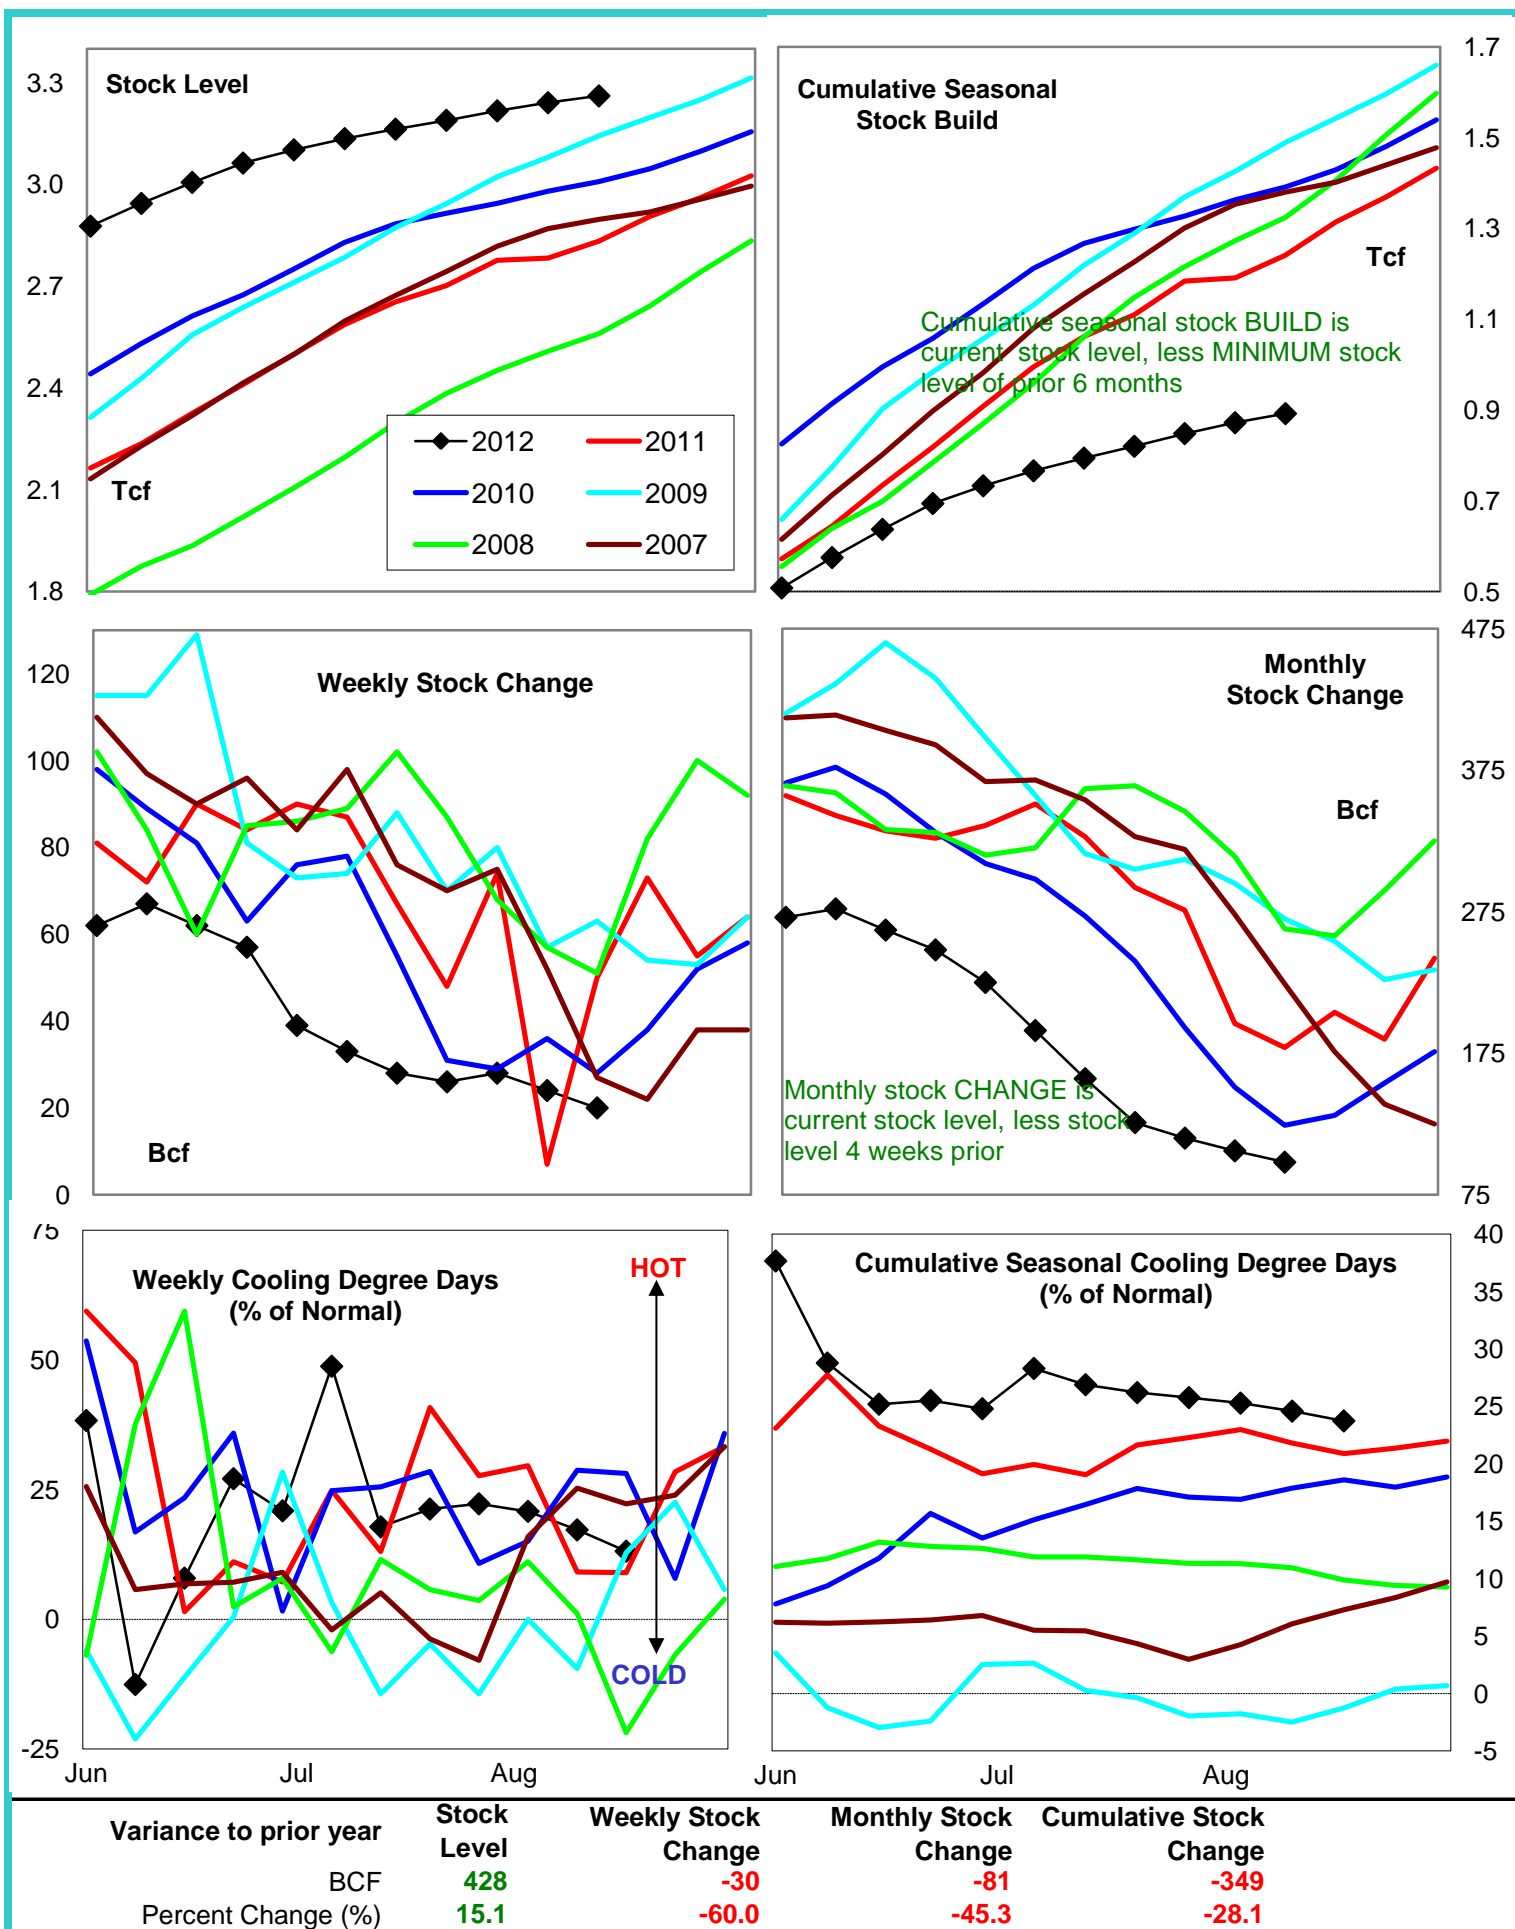 Stock Level
3.3
3.0
2.7
2.4
2.1
1.8
Tcf
2012
2011
2010
2009
2008
2007
Cumulative Seasonal
Stock Build
1.7
1.5
1.3
1.1
0.9
0.7
0.5
Tcf
Cumulative seasonal stock BUILD is
current stock level, less MINIMUM stock
level of prior 6 months
Weekly Stock Change
120
100
80
60
40
20
0
Bcf
Monthly
Stock Change
475
375
275
175
75
Bcf
Monthly stock CHANGE is
current stock level, less stock
level 4 weeks prior
Weekly Cooling Degree Days
(% of Normal)
75
50
25
0
-25
HOT
COLD
Jun
Jul
Aug
Cumulative Seasonal Cooling Degree Days
(% of Normal)
40
35
30
25
20
15
10
5
0
-5
Jun
Jul
Aug
Variance to prior year
Stock
Level
Weekly Stock
Change
Monthly Stock
Change
Cumulative Stock
Change
BCF 428 -30 -81 -349
Percent Change (%) 15.1 -60.0 -45.3 -28.1